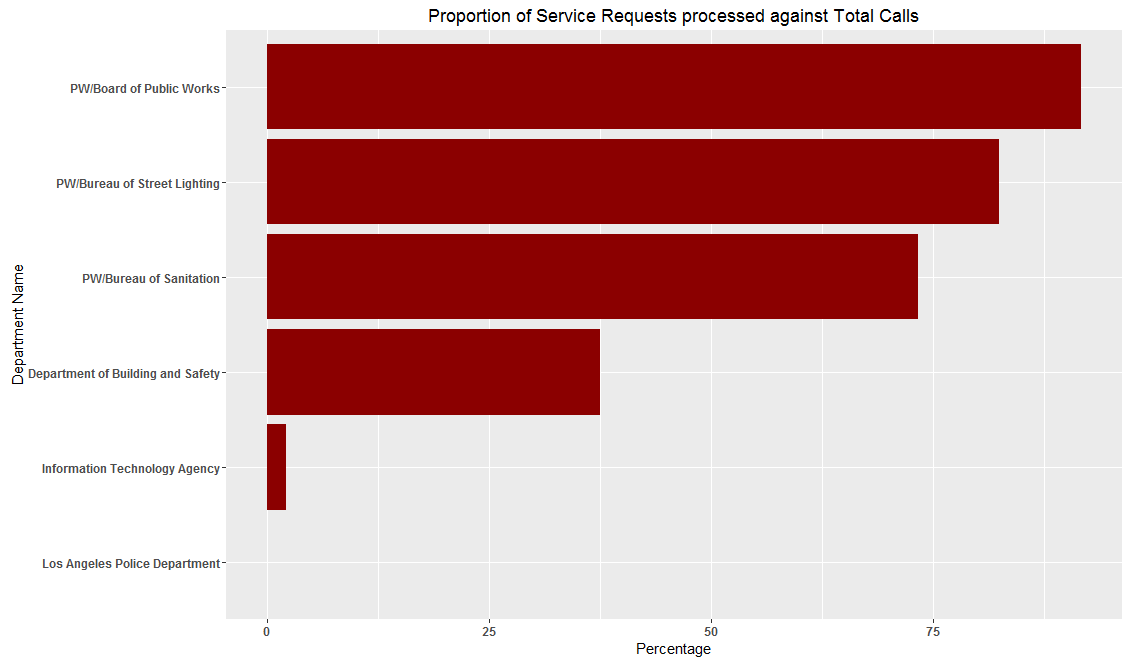 Proportion of Service Requests processed against Total Calls
Department Name
PW/Board of Public Works
PW/Bureau of Street Lighting
PW/Bureau of Sanitation
Department of Building and Safety
Information Technology Agency
Los Angeles Police Department
0 25 50 75
Percentage